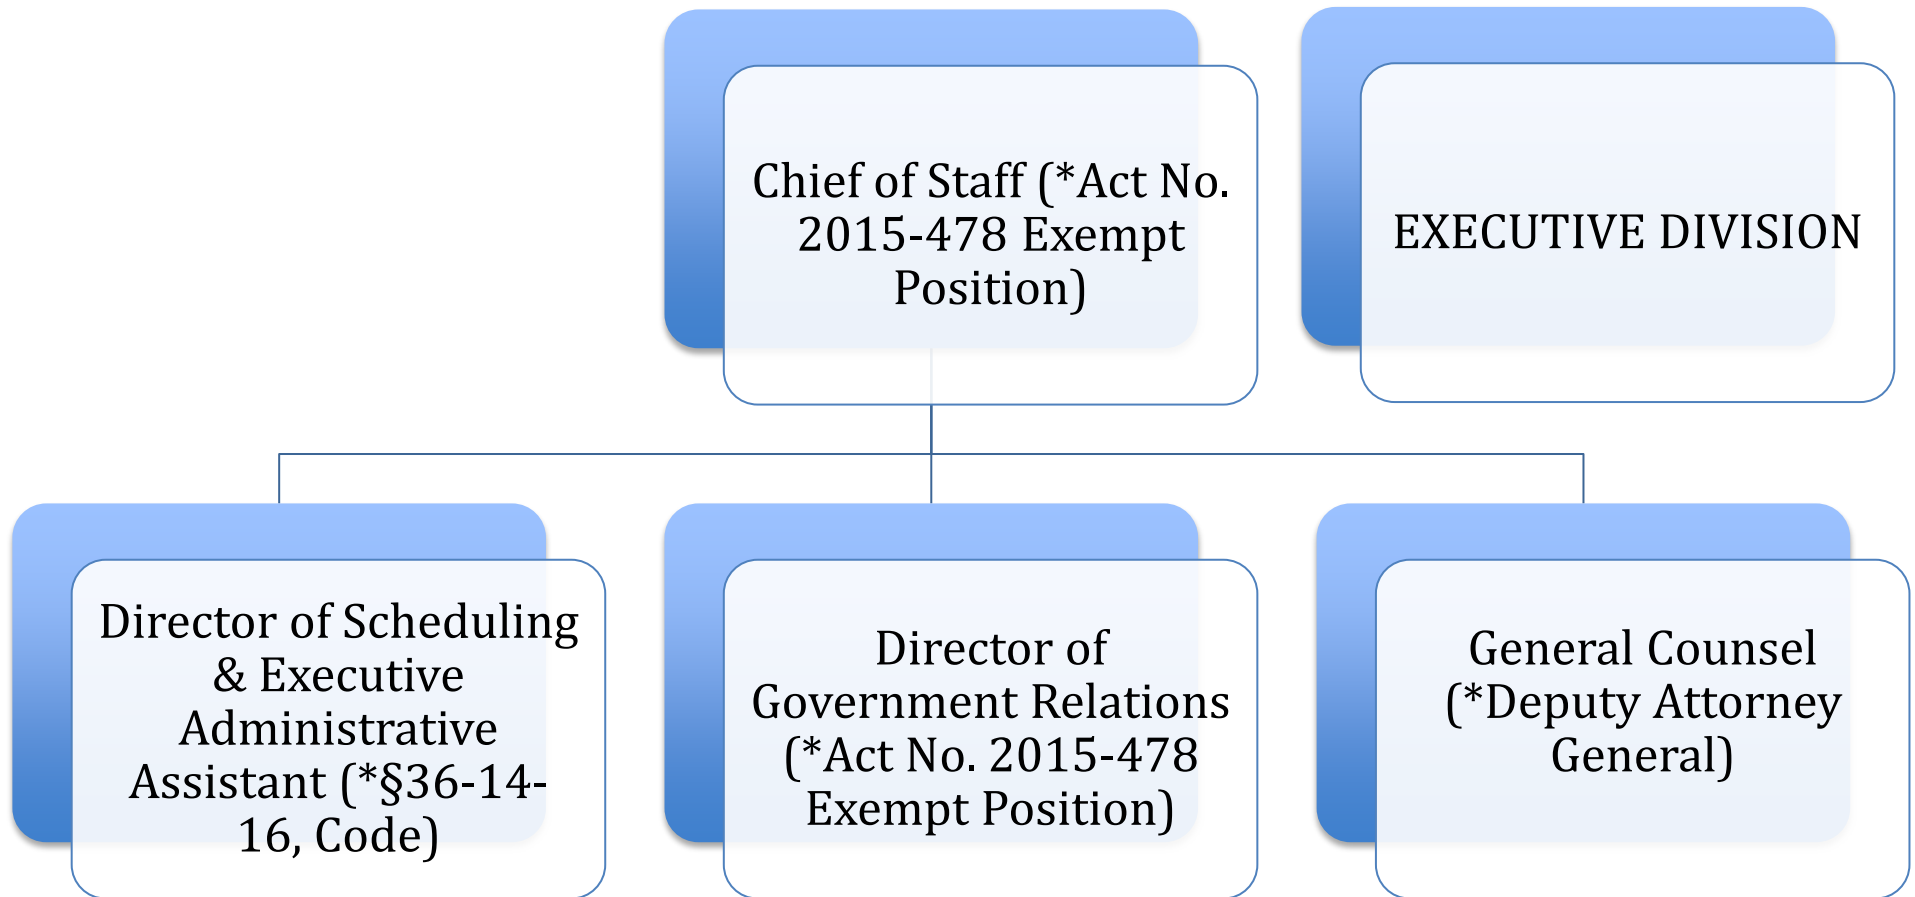 Chief of Staff (*Act No.
2015-478 Exempt
Position)
EXECUTIVE DIVISION
Director of Scheduling
& Executive
Administrative
Assistant (*§36-14-
16, Code)
Director of
Government Relations
(*Act No. 2015-478
Exempt Position)
General Counsel
(*Deputy Attorney
General)